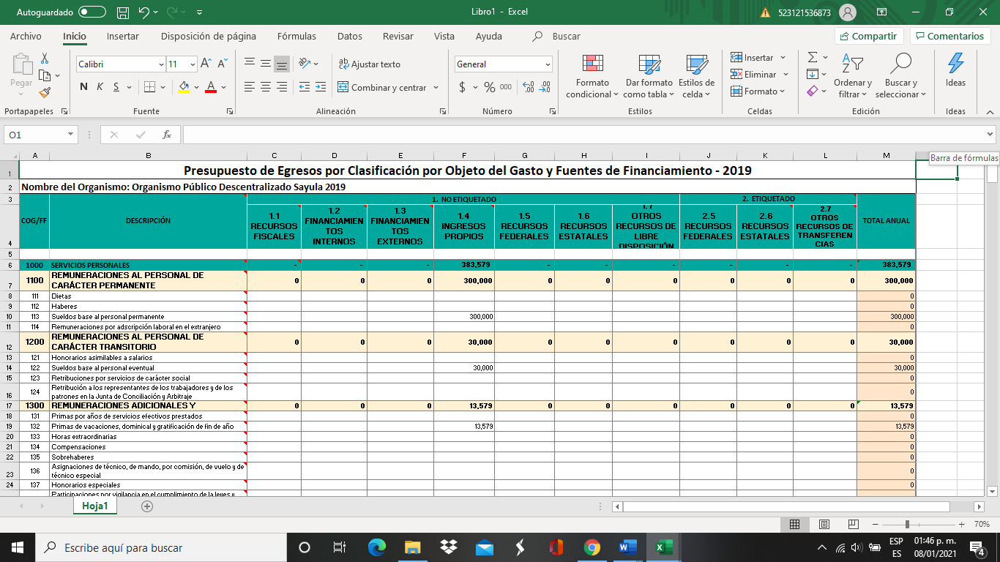 Autoguardado
Libro1 - Excel
523121536873
Archivo Inicio Insertar Disposición de página Fórmulas Datos Revisar Vista Ayuda Buscar Compartir Comentarios
Pegar
Calibri 11
N K S
Ajustar texto
Combinar y centrar
General
$ % 000
Formato condicional
Dar formato como tabla
Estilos de celda
Insertar
Eliminar
Formato
Ordenar y filtrar
Buscar y seleccionar
Ideas
Portapapeles Fuente Alineación Número Estilos Celdas Edición Ideas
O1
fx
A B C D E F G H I J K L M
Barra de fórmulas
1 Presupuesto de Egresos por Clasificación por Objeto del Gasto y Fuentes de Financiamiento - 2019
2 Nombre del Organismo: Organismo Público Descentralizado Sayula 2019
3 1. NO ETIQUETADO 2. ETIQUETADO
4 COG/FF DESCRIPCIÓN
1.1 RECURSOS FISCALES
1.2 FINANCIAMIEN TOS INTERNOS
1.3 FINANCIAMIEN TOS EXTERNOS
1.4 INGRESOS PROPIOS
1.5 RECURSOS FEDERALES
1.6 RECURSOS ESTATALES
OTROS RECURSOS DE LIBRE DISPOSICIÓN
2.5 RECURSOS FEDERALES
2.6 RECURSOS ESTATALES
2.7 OTROS RECURSOS DE TRANSFEREN CIAS
TOTAL ANUAL
5
6 1000 SERVICIOS PERSONALES - - - 383,579 - - - - - - 383,579
7 1100 REMUNERACIONES AL PERSONAL DE CARÁCTER PERMANENTE 0 0 0 300,000 0 0 0 0 0 0 300,000
8 111 Dietas 0
9 112 Haberes 0
10 113 Sueldos base al personal permanente 300,000 300,000
11 114 Remuneraciones por adscripción laboral en el extranjero 0
12 1200 REMUNERACIONES AL PERSONAL DE CARÁCTER TRANSITORIO 0 0 0 30,000 0 0 0 0 0 0 30,000
13 121 Honorarios asimilables a salarios 0
14 122 Sueldos base al personal eventual 30,000 30,000
15 123 Retribuciones por servicios de carácter social 0
16 124 Retribución a los representantes de los trabajadores y de los patrones en la Junta de Conciliación y Arbitraje 0
17 1300 REMUNERACIONES ADICIONALES Y 0 0 0 13,579 0 0 0 0 0 0 13,579
18 131 Primas por años de servicios efectivos prestados 0
19 132 Primas de vacaciones, dominical y gratificación de fin de año 13,579 13,579
20 133 Horas extraordinarias 0
21 134 Compensaciones 0
22 135 Sobrehaberes 0
23 136 Asignaciones de técnico, de mando, por comisión, de vuelo y de técnico especial 0
24 137 Honorarios especiales 0
Participaciones por vigilancia en el cumplimiento de la leyes y
Hoja1
70%
Escribe aquí para buscar
ESP
ES
01:46 p. m.
08/01/2021
4